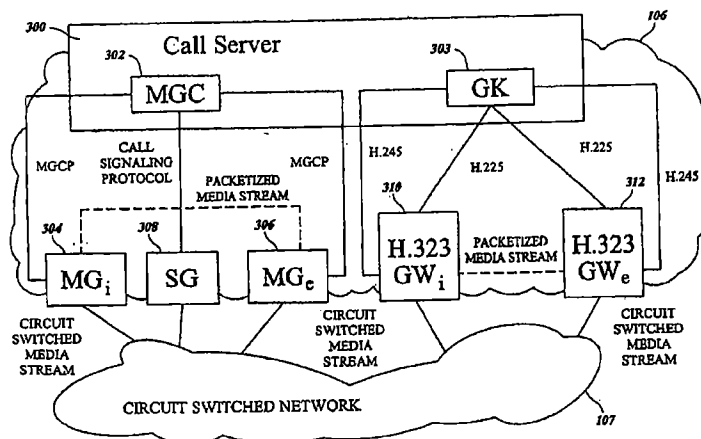 300
Call Server
106
302
303
MGC
GK
MGCP
CALL
SIGNALING
PROTOCOL
MGCP
H.245
H.225
H.225
H.245
PACKETIZED
MEDIA STREAM
304
308
306
310
312
MGi
SG
MGe
H.323
GWi
PACKETIZED
MEDIA STREAM
H.323
GWe
CIRCUIT
SWITCHED
MEDIA
STREAM
CIRCUIT
SWITCHED
MEDIA
STREAM
CIRCUIT
SWITCHED
MEDIA
STREAM
CIRCUIT SWITCHED NETWORK
107